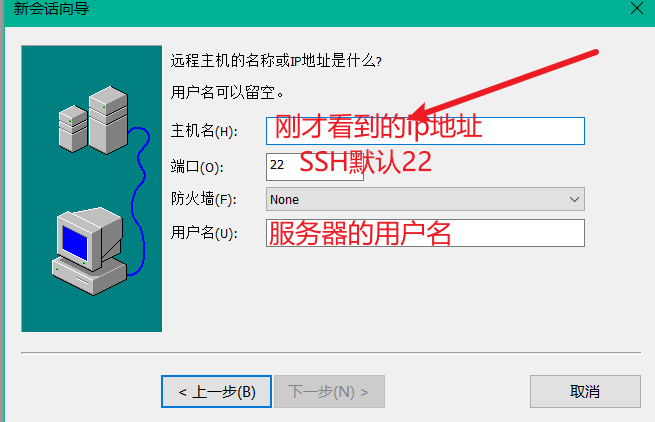 新会话向导
远程主机的名称或IP地址是什么?
用户名可以留空。
主机名(H): 刚才看到的ip地址
端口(O): 22 SSH默认22
防火墙(F): None
用户名(U): 服务器的用户名
< 上一步(B) 下一步(N) > 取消